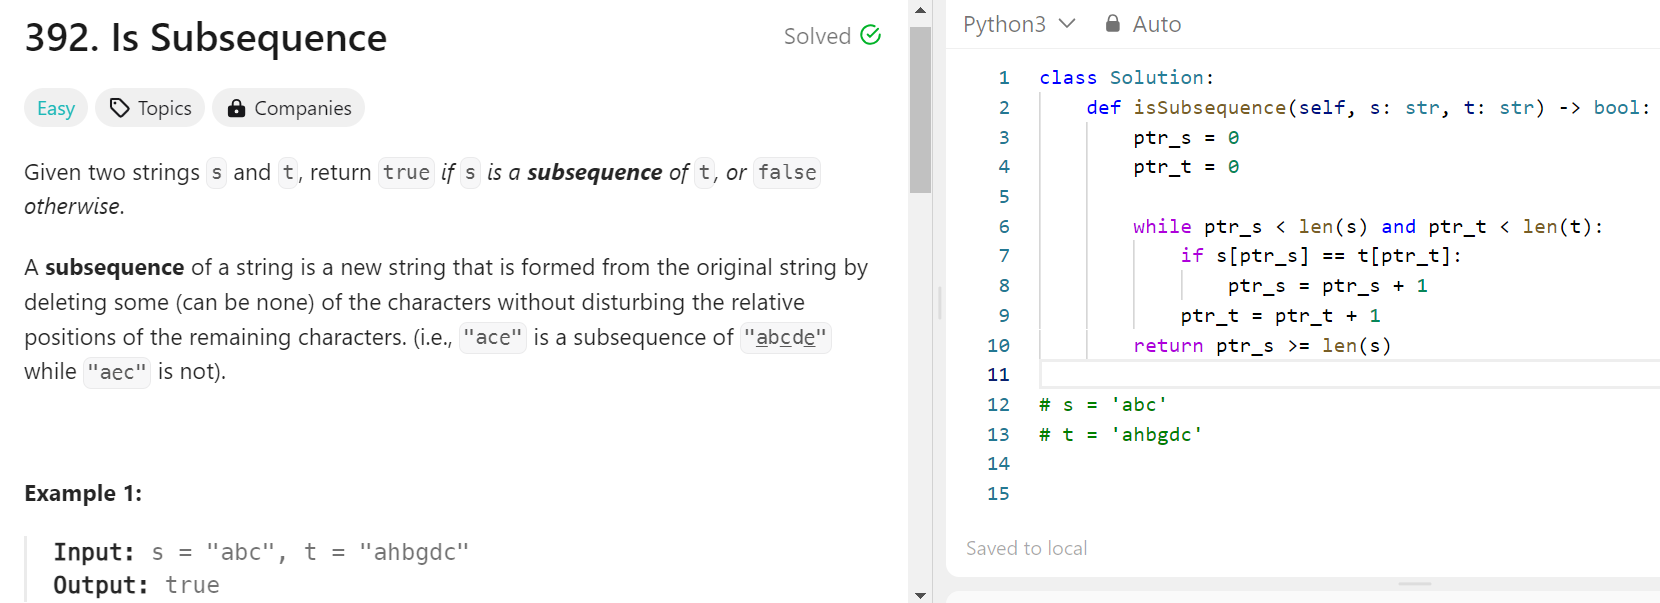 392. Is Subsequence
Solved
Easy
Topics
Companies
Given two strings s and t, return true if s is a subsequence of t, or false
otherwise.
A subsequence of a string is a new string that is formed from the original string by
deleting some (can be none) of the characters without disturbing the relative
positions of the remaining characters. (i.e., "ace" is a subsequence of "abcde"
while "aec" is not).
Example 1:
Input: s = "abc", t = "ahbgdc"
Output: true
Python3
Auto
1 class Solution:
2     def isSubsequence(self, s: str, t: str) -> bool:
3         ptr_s = 0
4         ptr_t = 0
5
6         while ptr_s < len(s) and ptr_t < len(t):
7             if s[ptr_s] == t[ptr_t]:
8                 ptr_s = ptr_s + 1
9             ptr_t = ptr_t + 1
10         return ptr_s >= len(s)
11
12 # s = 'abc'
13 # t = 'ahbgdc'
14
15
Saved to local